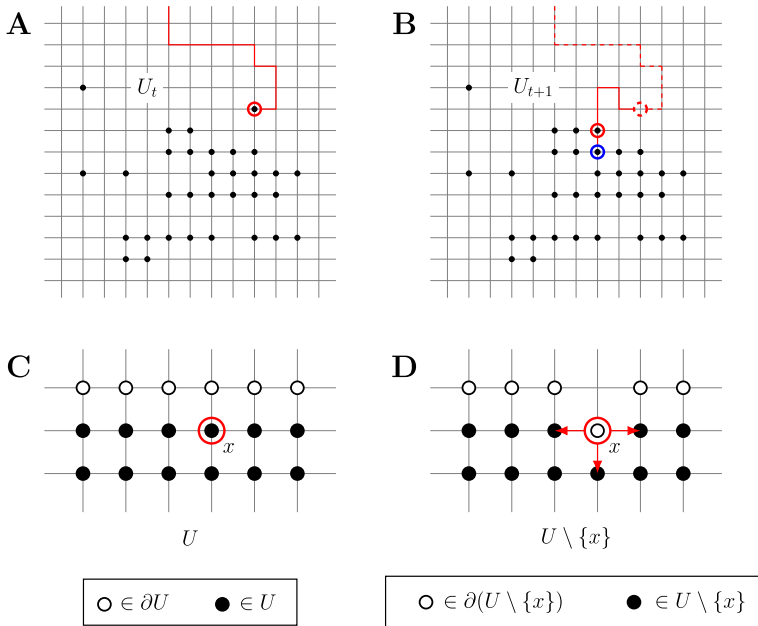 A
B
U_t
U_{t+1}
C
D
x
x
U
U \ {x}
∈ ∂U
∈ U
∈ ∂(U \ {x})
∈ U \ {x}